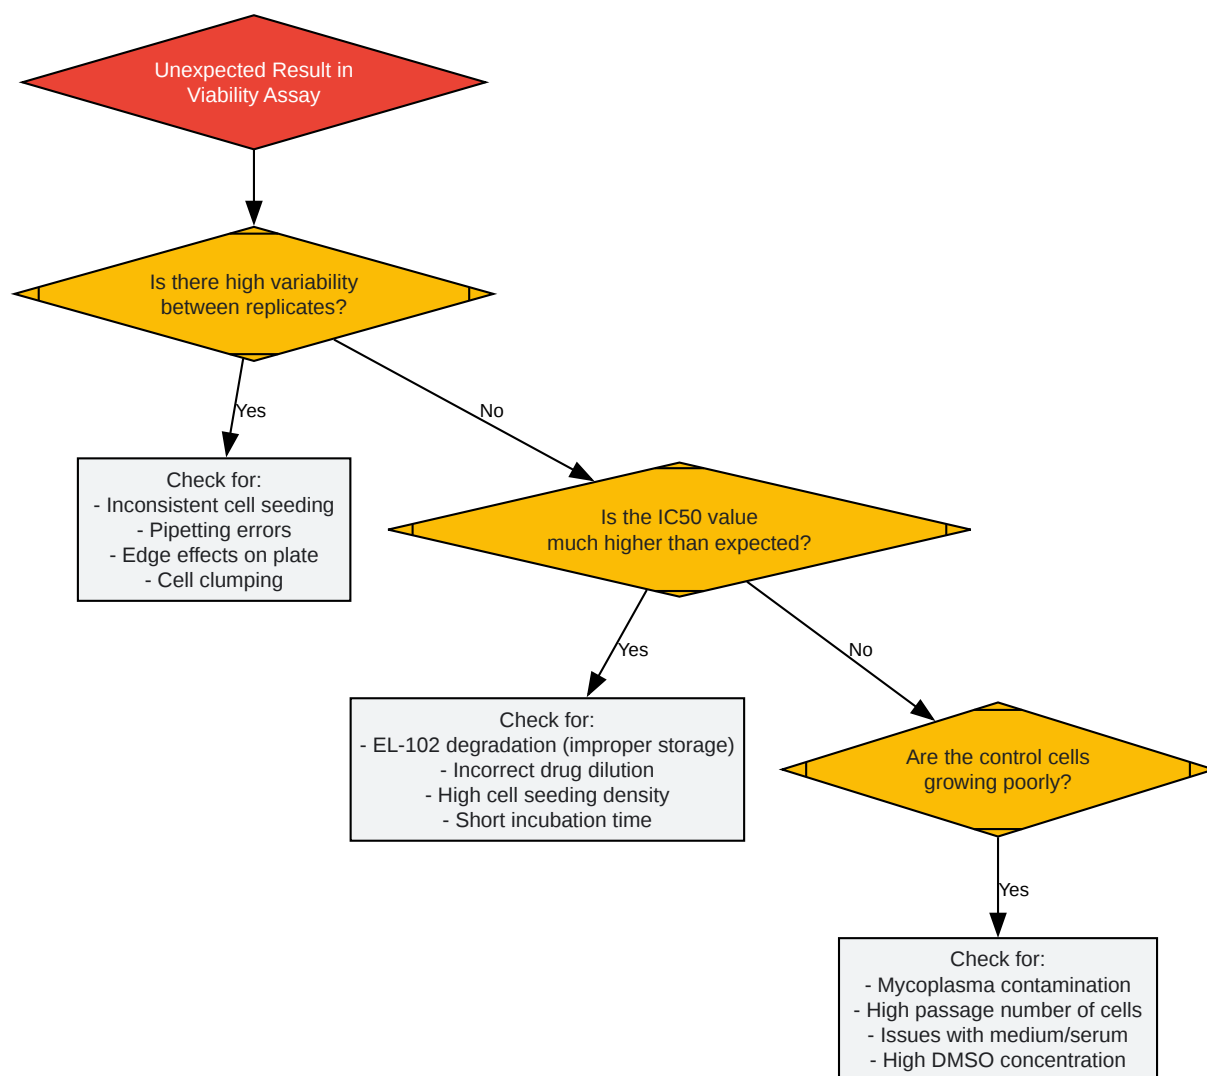 Unexpected Result in
Viability Assay
Is there high variability
between replicates?
Yes
No
Check for:
- Inconsistent cell seeding
- Pipetting errors
- Edge effects on plate
- Cell clumping
Is the IC50 value
much higher than expected?
Yes
No
Check for:
- EL-102 degradation (improper storage)
- Incorrect drug dilution
- High cell seeding density
- Short incubation time
Are the control cells
growing poorly?
Yes
Check for:
- Mycoplasma contamination
- High passage number of cells
- Issues with medium/serum
- High DMSO concentration